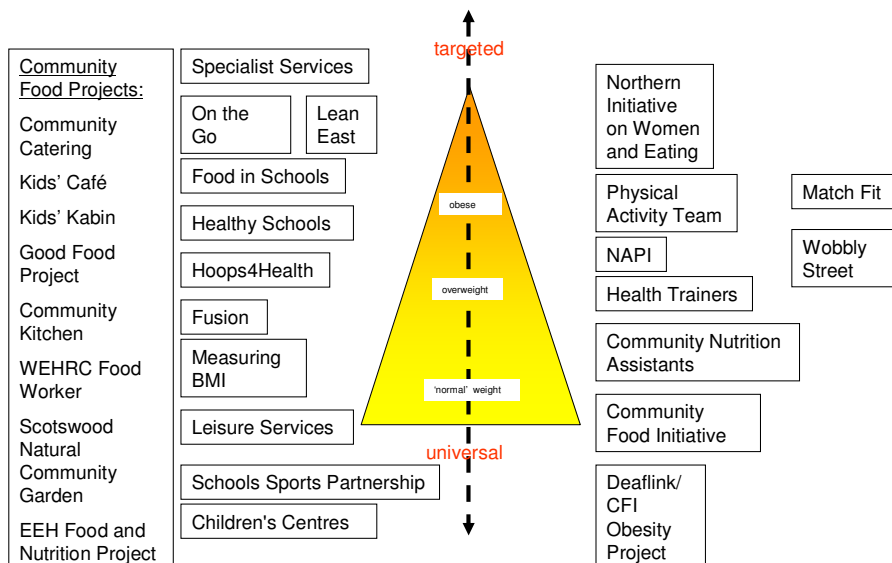 Community
Food Projects:
Community
Catering
Kids’ Café
Kids’ Kabin
Good Food
Project
Community
Kitchen
WEHRC Food
Worker
Scotswood
Natural
Community
Garden
EEH Food and
Nutrition Project
Specialist Services
On the
Go
Lean
East
Food in Schools
Healthy Schools
Hoops4Health
Fusion
Measuring
BMI
Leisure Services
Schools Sports Partnership
Children's Centres
targeted
obese
overweight
‘normal’ weight
universal
Northern
Initiative
on Women
and Eating
Physical
Activity Team
NAPI
Health Trainers
Community Nutrition
Assistants
Community
Food Initiative
Deaflink/
CFI
Obesity
Project
Match Fit
Wobbly
Street